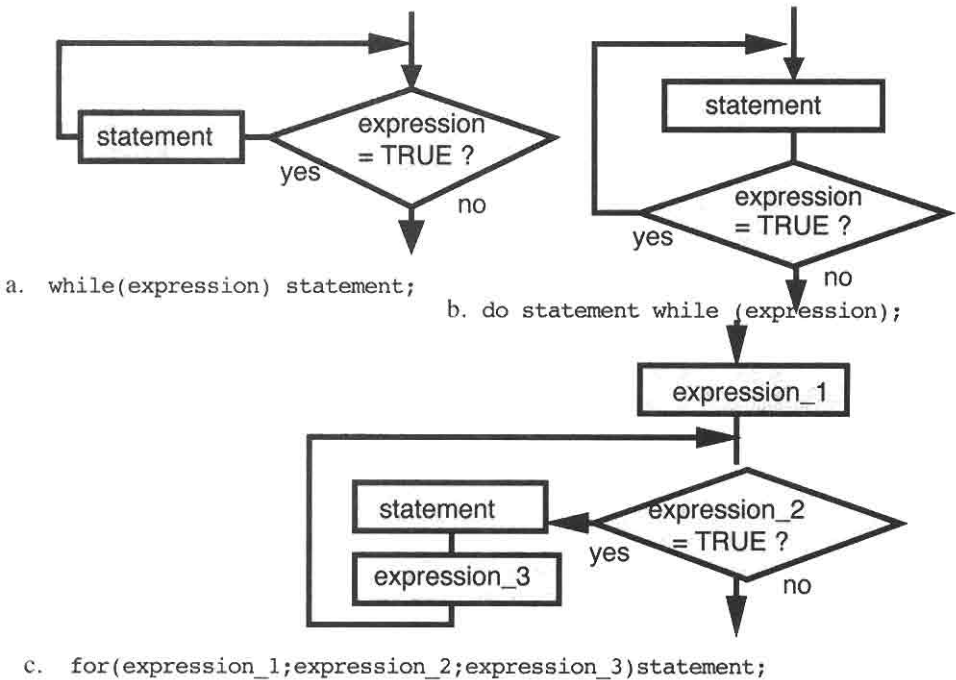 statement
expression
= TRUE ?
yes
no
a. while(expression) statement;
statement
expression
= TRUE ?
yes
no
b. do statement while (expression);
expression_1
statement
expression_2
= TRUE ?
yes
expression_3
no
c. for(expression_1;expression_2;expression_3)statement;